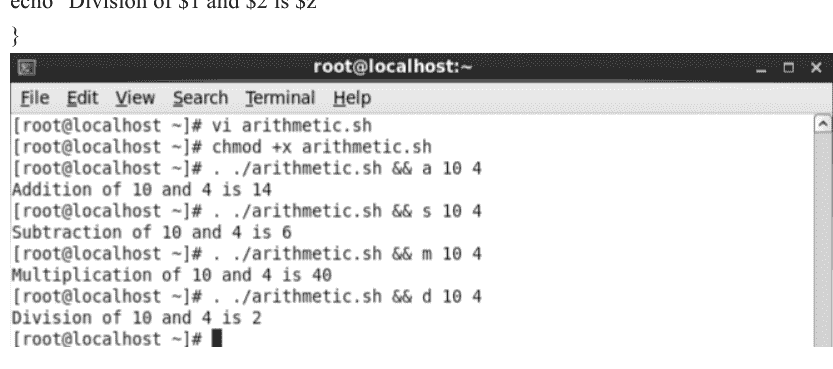 echo "Division of $1 and $2 is $z"
}
root@localhost:~
File Edit View Search Terminal Help
[root@localhost ~]# vi arithmetic.sh
[root@localhost ~]# chmod +x arithmetic.sh
[root@localhost ~]# . ./arithmetic.sh && a 10 4
Addition of 10 and 4 is 14
[root@localhost ~]# . ./arithmetic.sh && s 10 4
Subtraction of 10 and 4 is 6
[root@localhost ~]# . ./arithmetic.sh && m 10 4
Multiplication of 10 and 4 is 40
[root@localhost ~]# . ./arithmetic.sh && d 10 4
Division of 10 and 4 is 2
[root@localhost ~]#